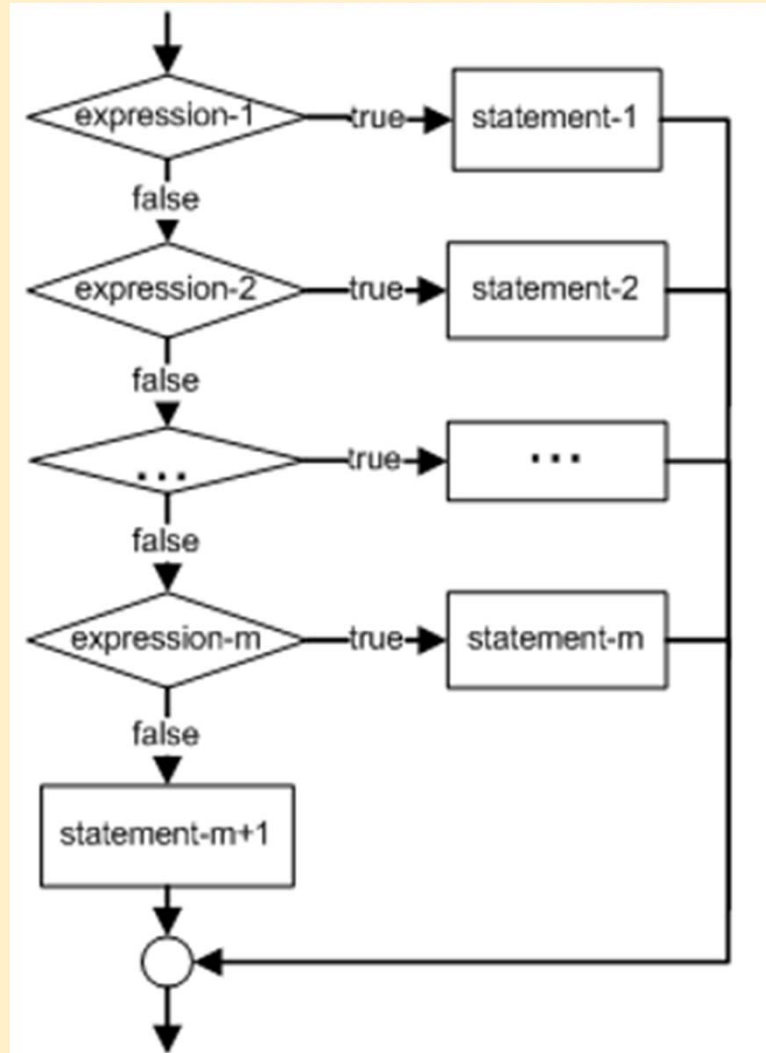 expression-1
true
statement-1
false
expression-2
true
statement-2
false
...
true
...
false
expression-m
true
statement-m
false
statement-m+1